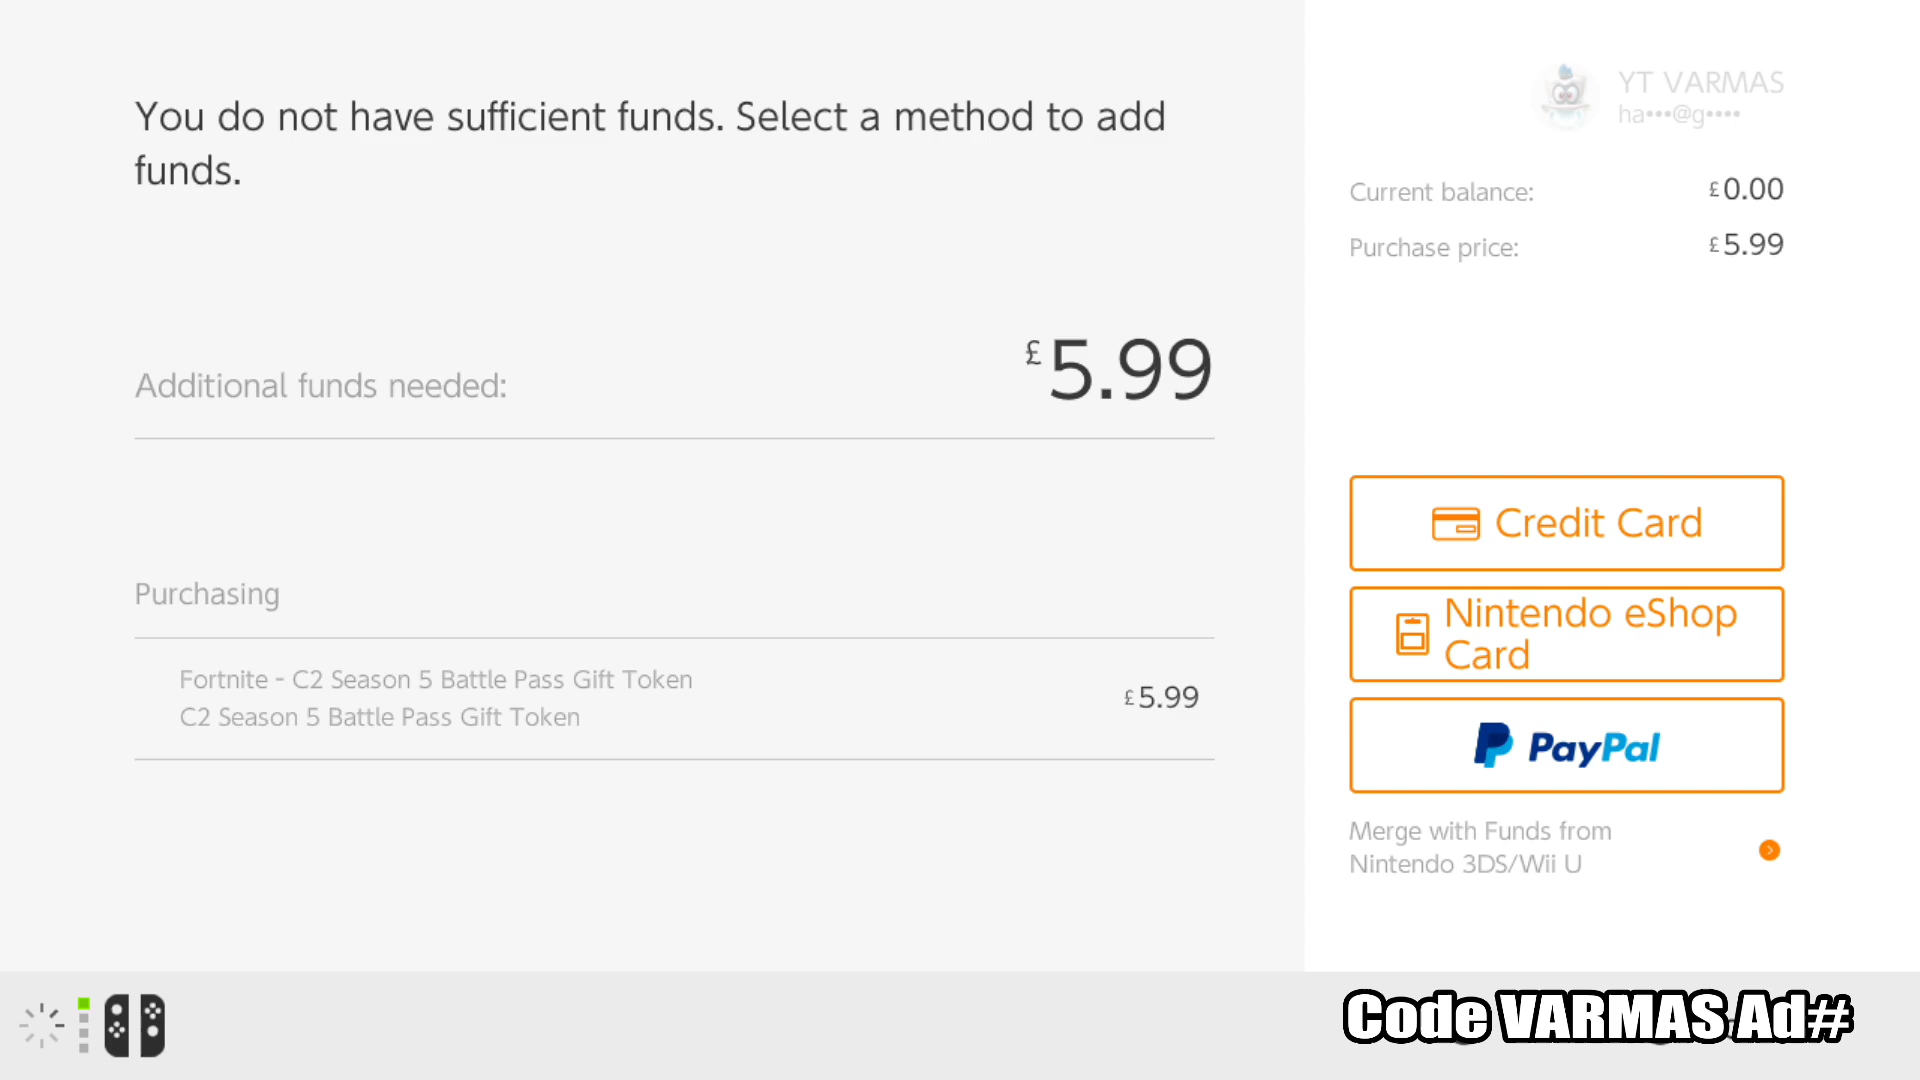 You do not have sufficient funds. Select a method to add
funds.
Additional funds needed:
£5.99
Purchasing
Fortnite - C2 Season 5 Battle Pass Gift Token
C2 Season 5 Battle Pass Gift Token
£5.99
YT VARMAS
ha•••@g••••
Current balance:
£0.00
Purchase price:
£5.99
Credit Card
Nintendo eShop
Card
PayPal
Merge with Funds from
Nintendo 3DS/Wii U
Code VARMAS Ad#